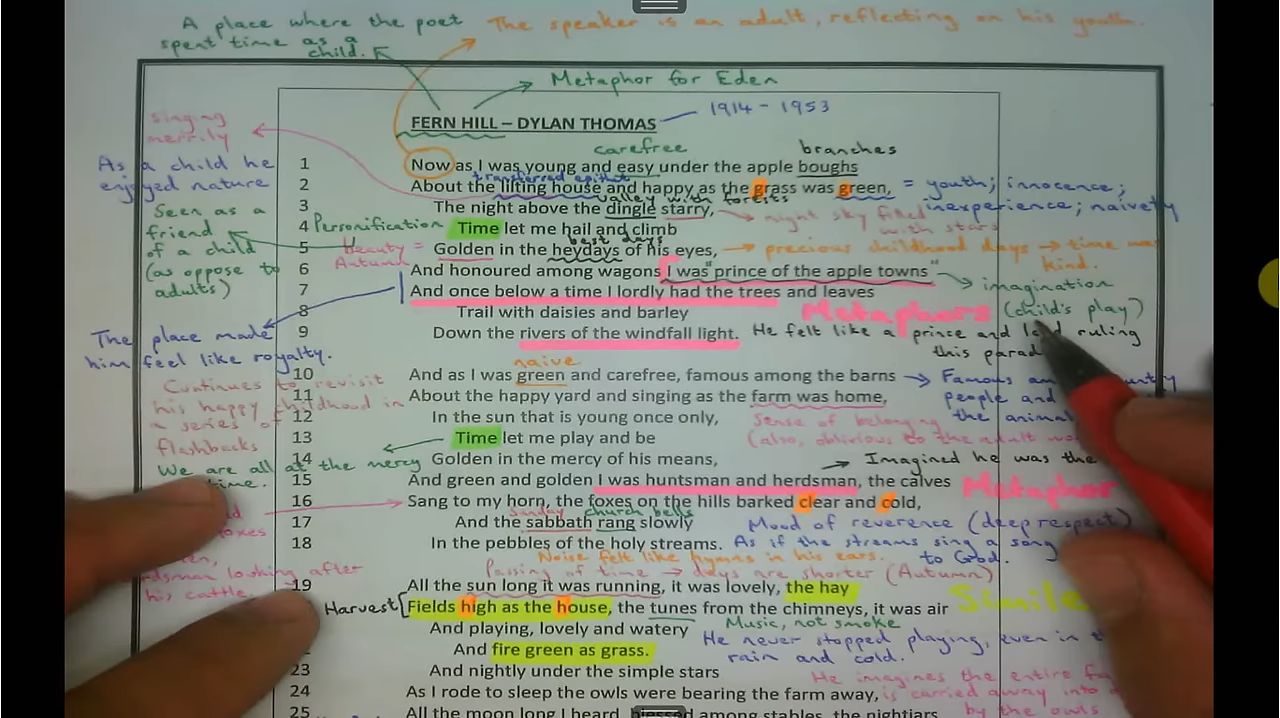 A place where the poet
spent time as a
child.
The speaker is an adult, reflecting on his youth.
Metaphor for Eden
FERN HILL – DYLAN THOMAS
1914 - 1953
singing
merrily
carefree
branches
As a child he
enjoyed nature
1 Now as I was young and easy under the apple boughs
transferred epithet
2 About the lilting house and happy as the grass was green,
= youth; innocence;
inexperience; naivety
valley with forests
3 The night above the dingle starry,
night sky filled
with stars
Seen as a
friend
of a child
(as oppose to
adults)
Personification
4 Time let me hail and climb
best days
Beauty =
Autumn
5 Golden in the heydays of his eyes,
precious childhood days → time was
kind.
6 And honoured among wagons I was "prince of the apple towns"
imagination
(child's play)
7 And once below a time I lordly had the trees and leaves
8 Trail with daisies and barley
Metaphors
9 Down the rivers of the windfall light.
He felt like a prince and lord ruling
this
The place made
him feel like royalty.
naive
10 And as I was green and carefree, famous among the barns
Famous
people and
the
Continues to revisit
his happy childhood in
a series of
flashbacks
11 About the happy yard and singing as the farm was home,
12 In the sun that is young once only,
Sense of belonging
(also, oblivious to the adult
13 Time let me play and be
We are all at the mercy
time.
14 Golden in the mercy of his means,
Imagined he was the
15 And green and golden I was huntsman and herdsman, the calves
Metaphor
16 Sang to my horn, the foxes on the hills barked clear and cold,
sunday church bells
17 And the sabbath rang slowly
Mood of reverence (deep respect)
to God.
18 In the pebbles of the holy streams.
As if the streams sing a song
Noise felt like hymns in his ears.
looking after
his cattle.
Passing of time → days are shorter (Autumn)
19 All the sun long it was running, it was lovely, the hay
Harvest
Fields high as the house, the tunes from the chimneys, it was air
Simile
Music, not smoke
And playing, lovely and watery
He never stopped playing, even in
rain and cold.
And fire green as grass.
23 And nightly under the simple stars
He imagines the entire
is carried away into
by the owls
24 As I rode to sleep the owls were bearing the farm away,
25 All the moon long I heard, blessed among stables, the nightjars